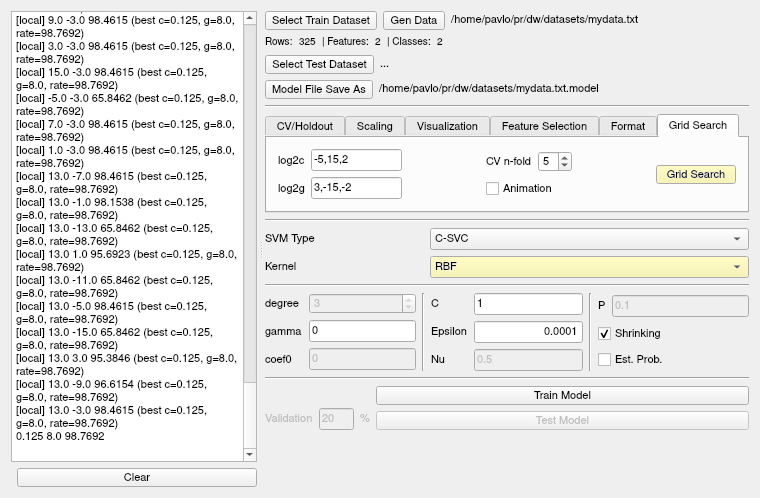 [local] 9.0 -3.0 98.4615 (best c=0.125, g=8.0,
rate=98.7692)
[local] 3.0 -3.0 98.4615 (best c=0.125, g=8.0,
rate=98.7692)
[local] 15.0 -3.0 98.4615 (best c=0.125,
g=8.0, rate=98.7692)
[local] -5.0 -3.0 65.8462 (best c=0.125, g=8.0,
rate=98.7692)
[local] 7.0 -3.0 98.4615 (best c=0.125, g=8.0,
rate=98.7692)
[local] 1.0 -3.0 98.4615 (best c=0.125, g=8.0,
rate=98.7692)
[local] 13.0 -7.0 98.4615 (best c=0.125,
g=8.0, rate=98.7692)
[local] 13.0 -1.0 98.1538 (best c=0.125,
g=8.0, rate=98.7692)
[local] 13.0 -13.0 65.8462 (best c=0.125,
g=8.0, rate=98.7692)
[local] 13.0 1.0 95.6923 (best c=0.125, g=8.0,
rate=98.7692)
[local] 13.0 -11.0 65.8462 (best c=0.125,
g=8.0, rate=98.7692)
[local] 13.0 -5.0 98.4615 (best c=0.125,
g=8.0, rate=98.7692)
[local] 13.0 -15.0 65.8462 (best c=0.125,
g=8.0, rate=98.7692)
[local] 13.0 3.0 95.3846 (best c=0.125, g=8.0,
rate=98.7692)
[local] 13.0 -9.0 96.6154 (best c=0.125,
g=8.0, rate=98.7692)
[local] 13.0 -3.0 98.4615 (best c=0.125,
g=8.0, rate=98.7692)
0.125 8.0 98.7692
Clear
Select Train Dataset Gen Data /home/pavlo/pr/dw/datasets/mydata.txt
Rows: 325 | Features: 2 | Classes: 2
Select Test Dataset ...
Model File Save As /home/pavlo/pr/dw/datasets/mydata.txt.model
CV/Holdout Scaling Visualization Feature Selection Format Grid Search
log2c -5,15,2 CV n-fold 5
log2g 3,-15,-2 Animation
Grid Search
SVM Type C-SVC
Kernel RBF
degree 3 C 1 P 0.1
gamma 0 Epsilon 0.0001 Shrinking
coef0 0 Nu 0.5 Est. Prob.
Train Model
Validation 20 % Test Model